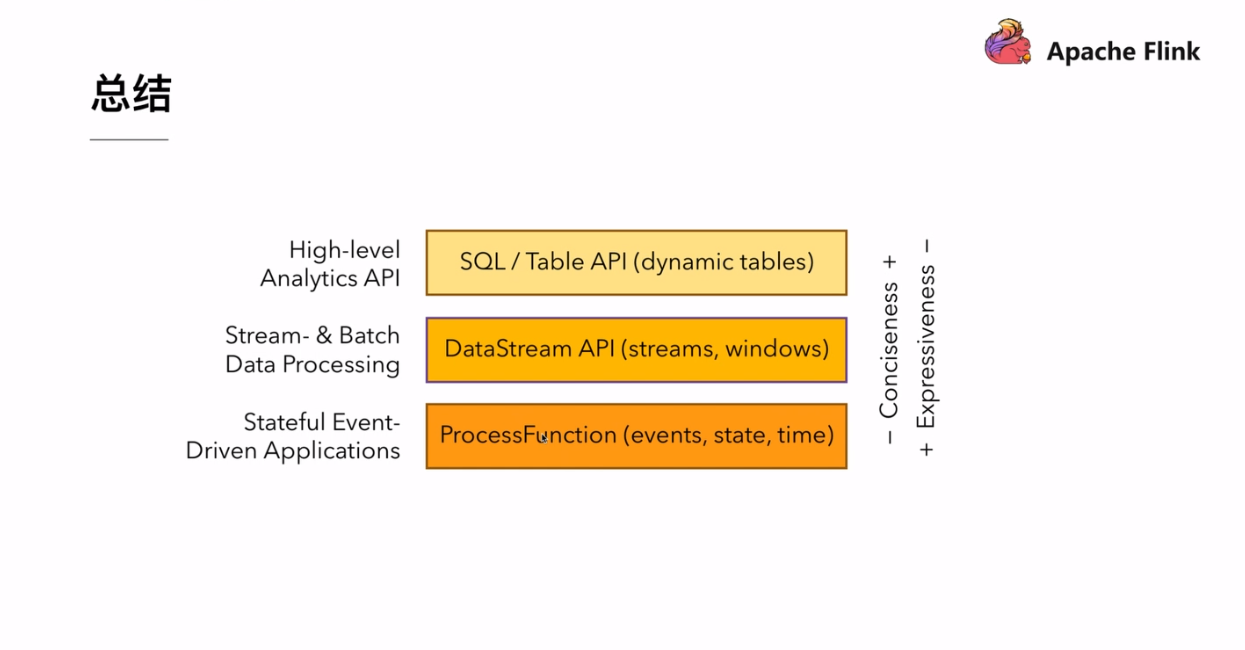 Apache Flink
总结
High-level
Analytics API
SQL / Table API (dynamic tables)
Stream- & Batch
Data Processing
DataStream API (streams, windows)
Stateful Event-
Driven Applications
ProcessFunction (events, state, time)
− Conciseness +
+ Expressiveness −